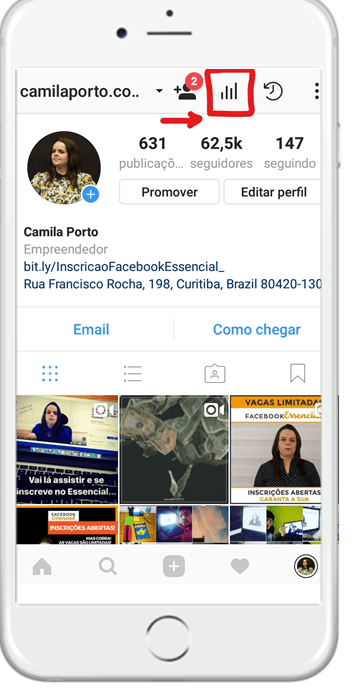 camilaporto.co..
2
631
62,5k
147
publicaçõ...
seguidores
seguindo
Promover
Editar perfil
Camila Porto
Empreendedor
bit.ly/InscricaoFacebookEssencial_
Rua Francisco Rocha, 198, Curitiba, Brazil 80420-130
Email
Como chegar
Vai lá assistir e se
inscreve no Essencial...
VAGAS LIMITADA
FACEBOOK Essenci
INSCRIÇÕES ABERTAS
GARANTA A SUA
FACEBOOK
INSCRIÇÕES ABERTAS!
MAS CORRA!
AS VAGAS SÃO LIMITADAS!